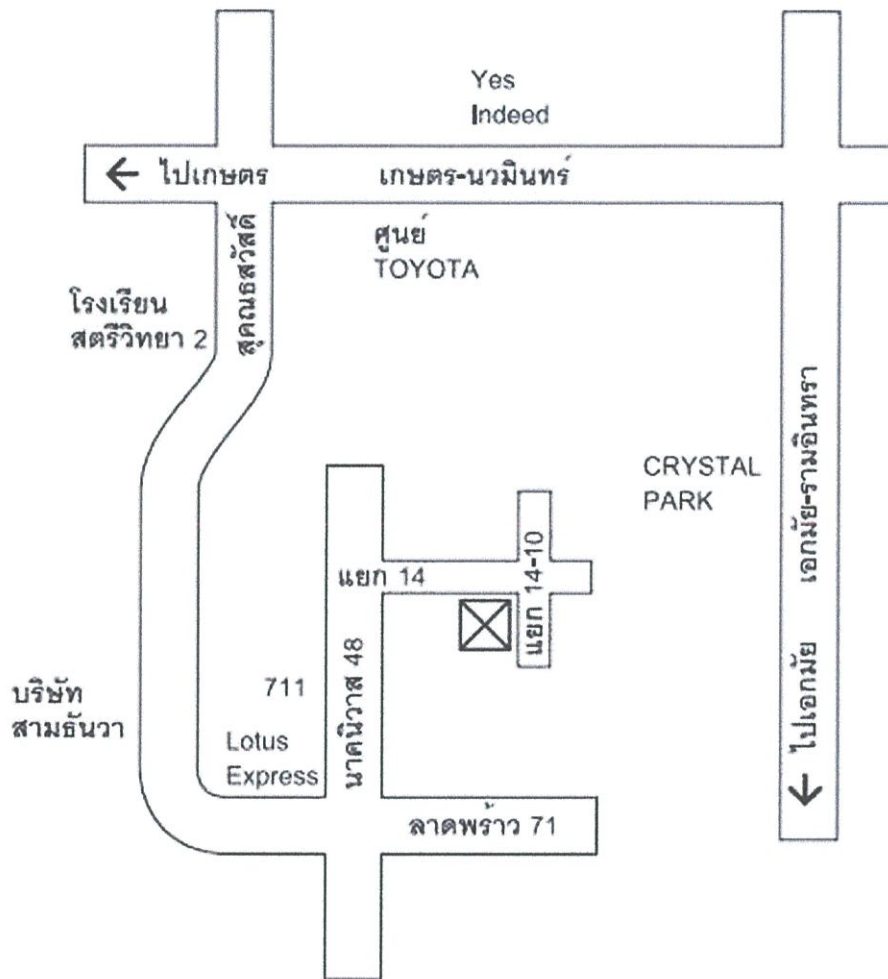 Yes
Indeed
← ไปเกษตร
เกษตร-นวมินทร์
ศูนย์
TOYOTA
สุคนธสวัสดิ์
โรงเรียน
สตรีวิทยา 2
CRYSTAL
PARK
เอกมัย-รามอินทรา
ไปเอกมัย
แยก 14
แยก 14-10
นาคนิวาส 48
711
Lotus
Express
บริษัท
สามธันวา
ลาดพร้าว 71